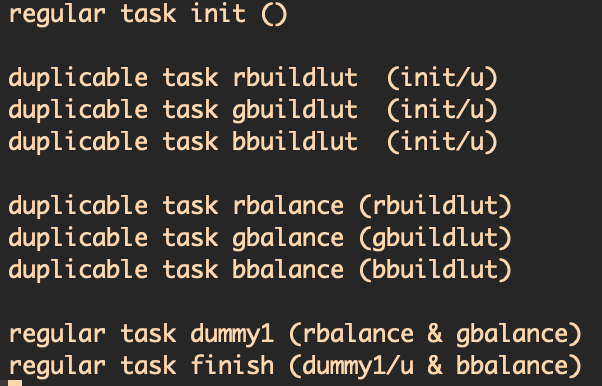 regular task init ()
duplicable task rbuildlut  (init/u)
duplicable task gbuildlut  (init/u)
duplicable task bbuildlut  (init/u)
duplicable task rbalance (rbuildlut)
duplicable task gbalance (gbuildlut)
duplicable task bbalance (bbuildlut)
regular task dummy1 (rbalance & gbalance)
regular task finish (dummy1/u & bbalance)